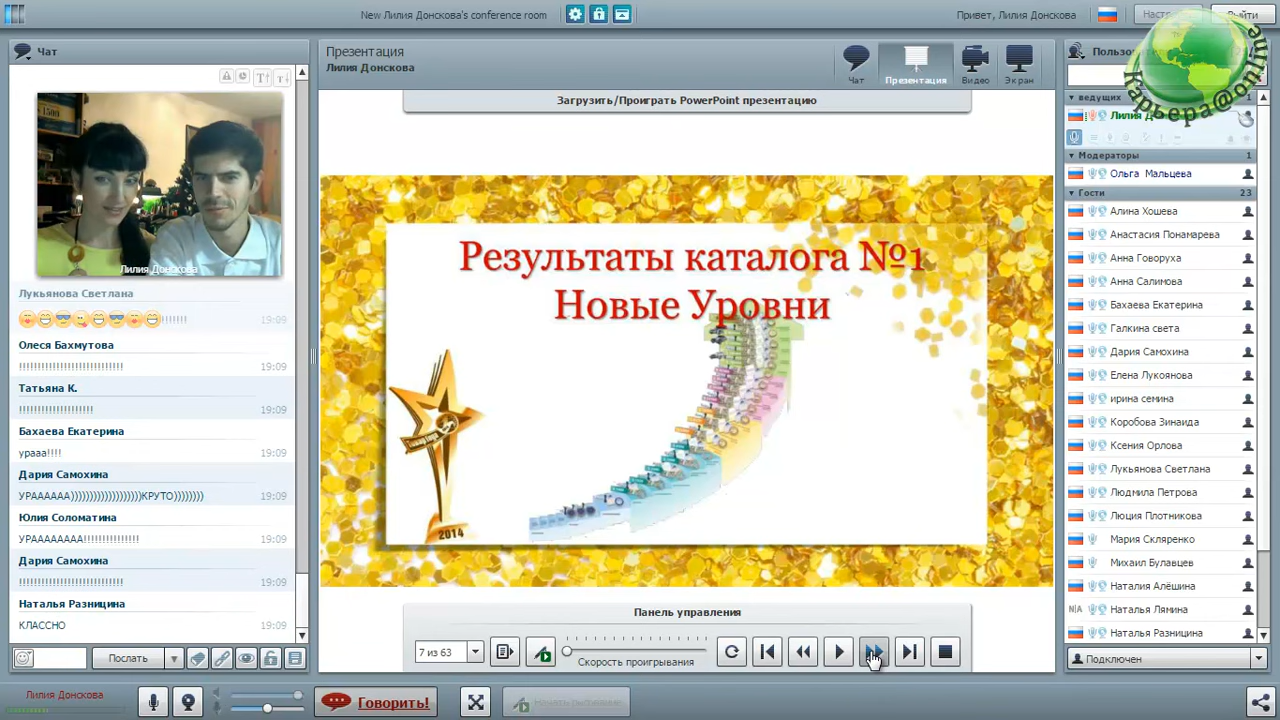 New Лилия Донскова's conference room
Привет, Лилия Донскова
Выйти
карьера@online
Чат
Лилия Донскова
Лукьянова Светлана
!!!!!!! 19:09
Олеся Бахмутова
!!!!!!!!!!!!!!!!!!!!!!!!!!!! 19:09
Татьяна К.
!!!!!!!!!!!!!!!!!!!! 19:09
Бахаева Екатерина
урааа!!!! 19:09
Дария Самохина
УРАААААА)))))))))))))))))))КРУТО)))))))) 19:09
Юлия Соломатина
УРАААААААА!!!!!!!!!!!!!!! 19:09
Дария Самохина
!!!!!!!!!!!!!!!!!!!!!!!!!!!! 19:09
Наталья Разницина
КЛАССНО 19:09
Послать
Презентация
Лилия Донскова
Чат
Презентация
Видео
Экран
Загрузить/Проиграть PowerPoint презентацию
Результаты каталога №1
Новые Уровни
2014
Панель управления
7 из 63
Скорость проигрывания
ведущих 1
Модераторы 1
Ольга Мальцева
Гости 23
Алина Хошева
Анастасия Понамарева
Анна Говоруха
Анна Салимова
Бахаева Екатерина
Галкина света
Дария Самохина
Елена Лукоянова
ирина семина
Коробова Зинаида
Ксения Орлова
Лукьянова Светлана
Людмила Петрова
Люция Плотникова
Мария Скляренко
Михаил Булавцев
Наталия Алёшина
N/A Наталья Лямина
Наталья Разницина
Подключен
Лилия Донскова
Говорить!